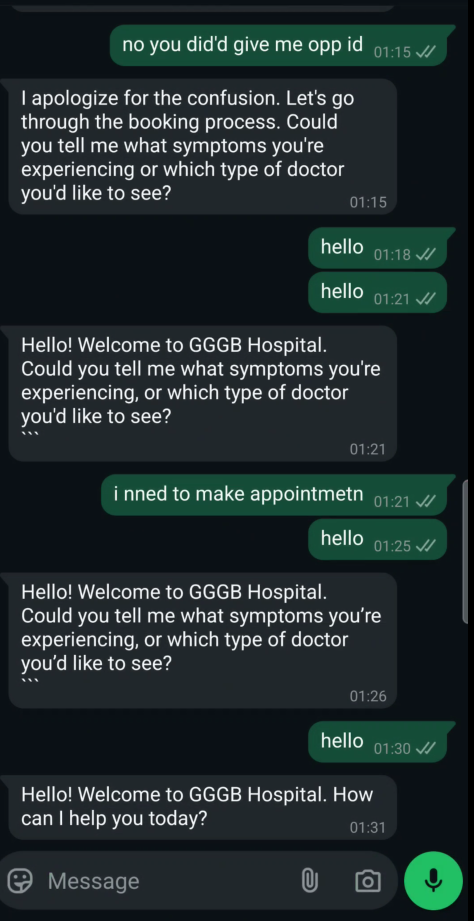 no you did'd give me opp id 01:15
I apologize for the confusion. Let's go
through the booking process. Could
you tell me what symptoms you're
experiencing or which type of doctor
you'd like to see?
01:15
hello 01:18
hello 01:21
Hello! Welcome to GGGB Hospital.
Could you tell me what symptoms you're
experiencing, or which type of doctor
you'd like to see?
```
01:21
i nned to make appointmetn 01:21
hello 01:25
Hello! Welcome to GGGB Hospital.
Could you tell me what symptoms you’re
experiencing, or which type of doctor
you’d like to see?
```
01:26
hello 01:30
Hello! Welcome to GGGB Hospital. How
can I help you today?
01:31
Message